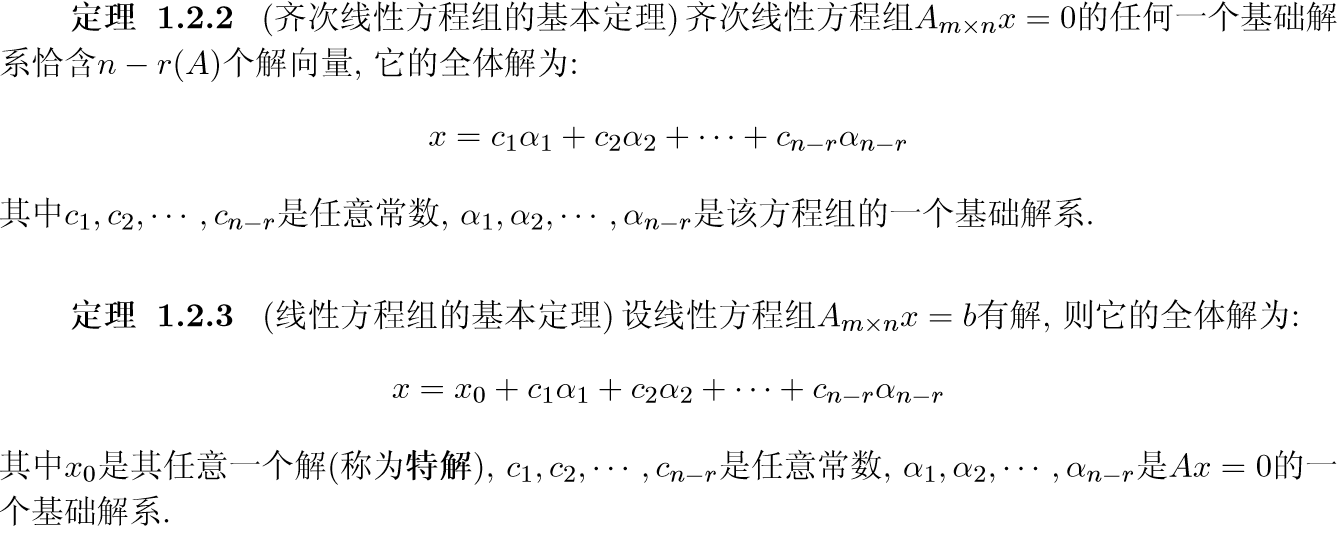 定理 1.2.2 (齐次线性方程组的基本定理) 齐次线性方程组$A_{m\times n}x = 0$的任何一个基础解
系恰含$n - r(A)$个解向量, 它的全体解为:
$x = c_1\alpha_1 + c_2\alpha_2 + \cdots + c_{n-r}\alpha_{n-r}$
其中$c_1, c_2, \cdots, c_{n-r}$是任意常数, $\alpha_1, \alpha_2, \cdots, \alpha_{n-r}$是该方程组的一个基础解系.
定理 1.2.3 (线性方程组的基本定理) 设线性方程组$A_{m\times n}x = b$有解, 则它的全体解为:
$x = x_0 + c_1\alpha_1 + c_2\alpha_2 + \cdots + c_{n-r}\alpha_{n-r}$
其中$x_0$是其任意一个解(称为特解), $c_1, c_2, \cdots, c_{n-r}$是任意常数, $\alpha_1, \alpha_2, \cdots, \alpha_{n-r}$是$Ax = 0$的一
个基础解系.